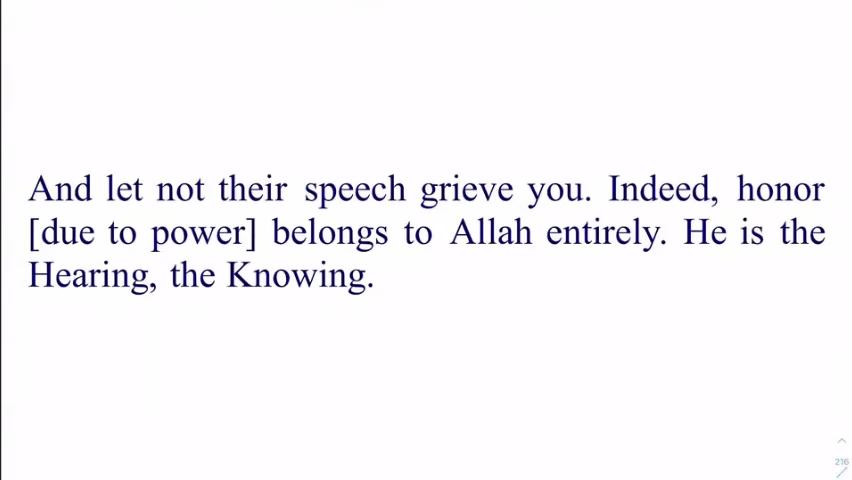 And let not their speech grieve you. Indeed, honor
[due to power] belongs to Allah entirely. He is the
Hearing, the Knowing.
216